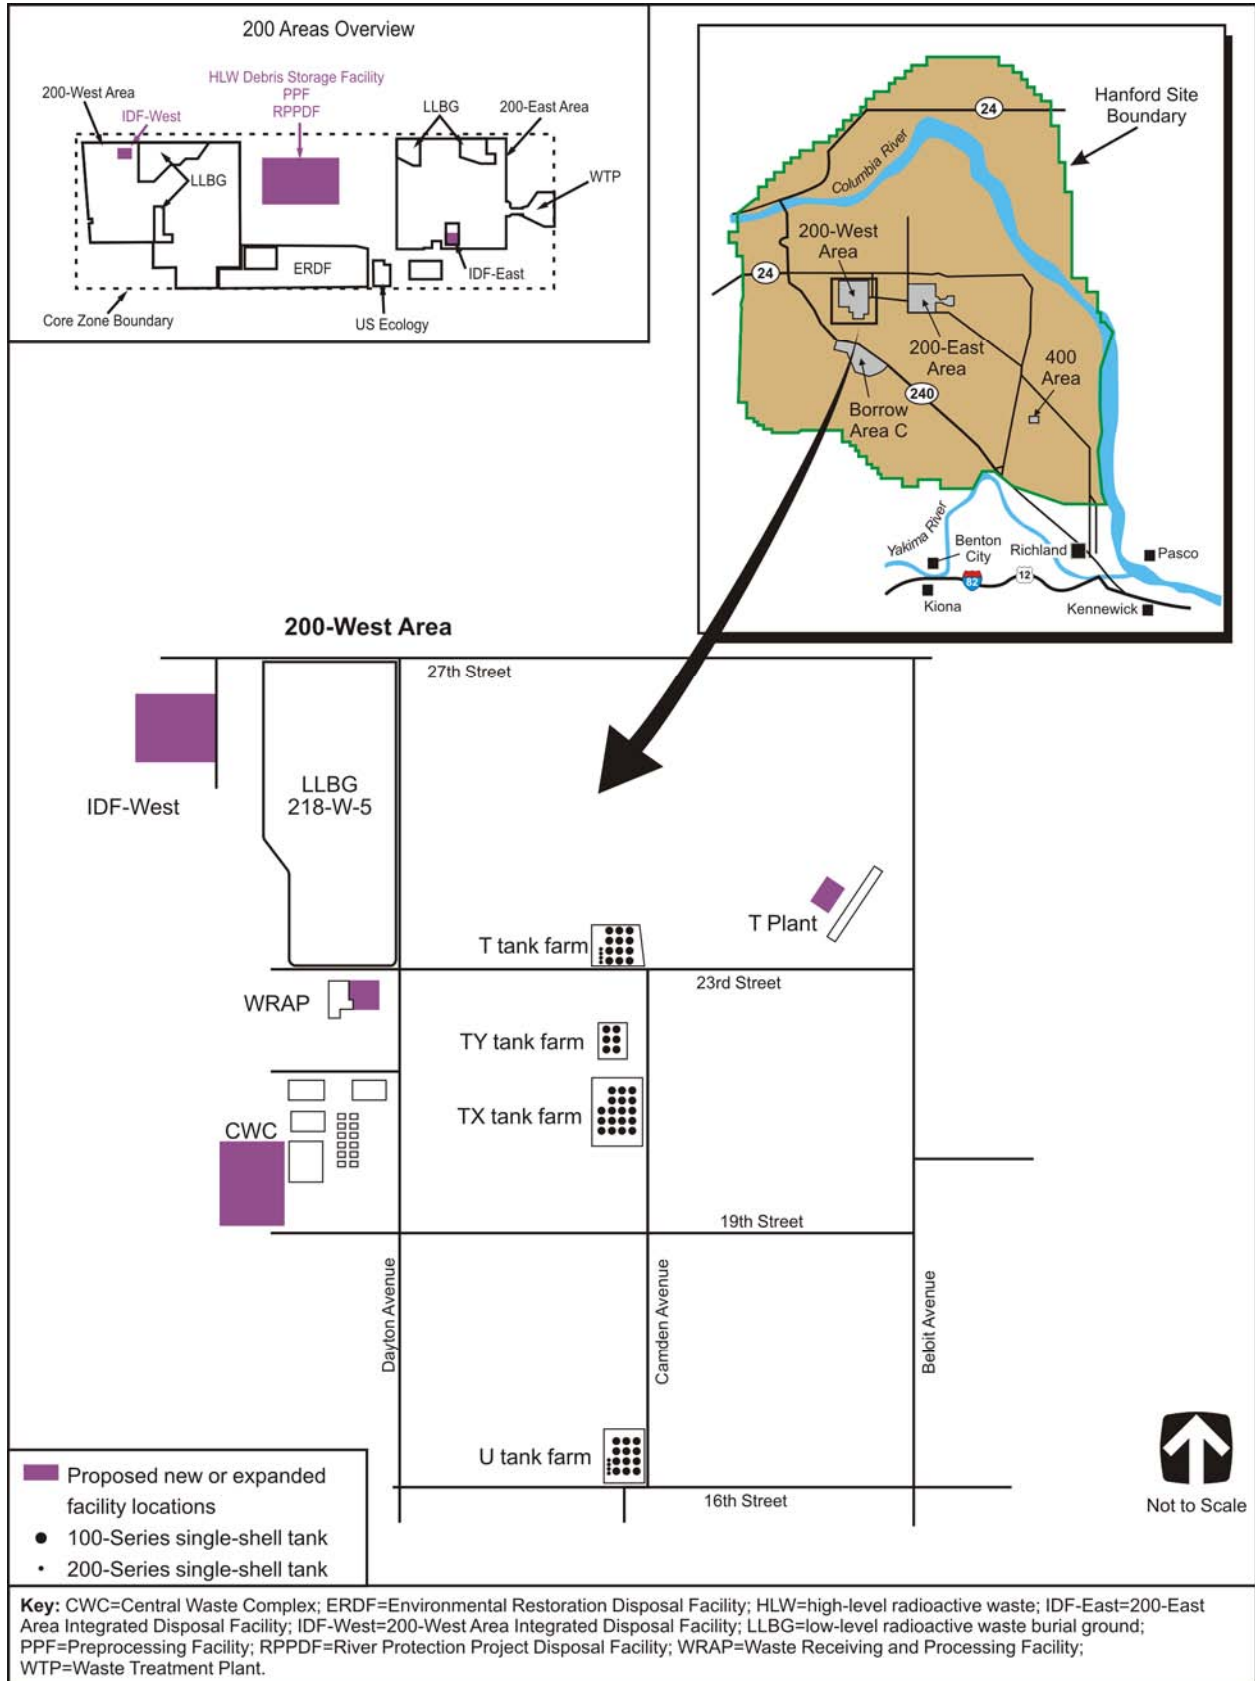 200 Areas Overview
HLW Debris Storage Facility
PPF
RPPDF
200-West Area
IDF-West
LLBG
200-East Area
LLBG
WTP
ERDF
IDF-East
Core Zone Boundary
US Ecology
24
Hanford Site
Boundary
Columbia River
200-West
Area
24
200-East
Area
400
Area
240
Borrow
Area C
Yakima River
Benton
City
Richland
Pasco
82
12
Kiona
Kennewick
200-West Area
27th Street
LLBG
218-W-5
IDF-West
T Plant
T tank farm
23rd Street
WRAP
TY tank farm
TX tank farm
CWC
19th Street
Dayton Avenue
Camden Avenue
Beloit Avenue
U tank farm
16th Street
Not to Scale
Proposed new or expanded
facility locations
100-Series single-shell tank
200-Series single-shell tank
Key: CWC=Central Waste Complex; ERDF=Environmental Restoration Disposal Facility; HLW=high-level radioactive waste; IDF-East=200-East
Area Integrated Disposal Facility; IDF-West=200-West Area Integrated Disposal Facility; LLBG=low-level radioactive waste burial ground;
PPF=Preprocessing Facility; RPPDF=River Protection Project Disposal Facility; WRAP=Waste Receiving and Processing Facility;
WTP=Waste Treatment Plant.